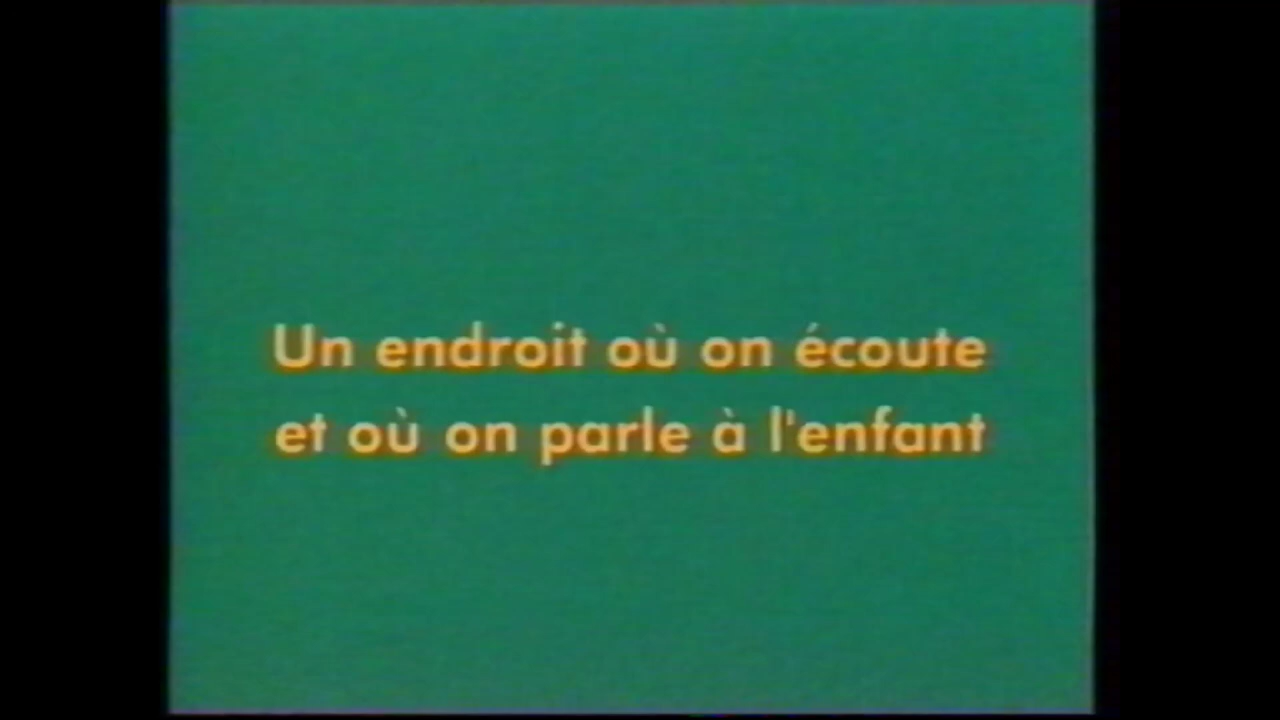 Un endroit où on écoute
et où on parle à l'enfant